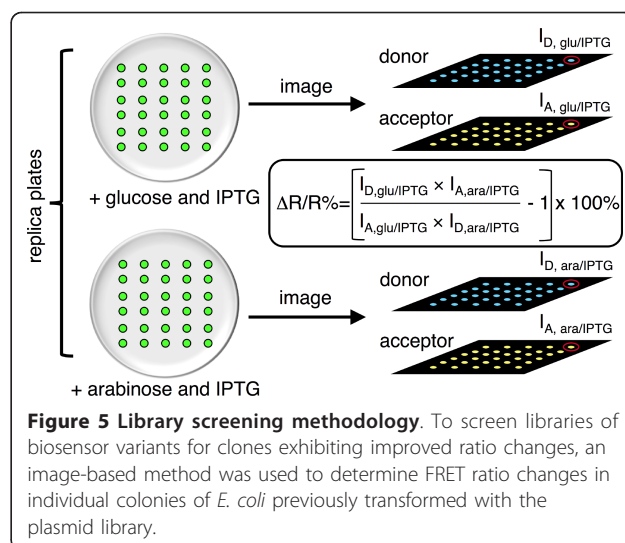 replica plates
+ glucose and IPTG
image
donor
I_D, glu/IPTG
acceptor
I_A, glu/IPTG
ΔR/R%=[ I_D,glu/IPTG × I_A,ara/IPTG / I_A,glu/IPTG × I_D,ara/IPTG - 1 ] x 100%
+ arabinose and IPTG
image
donor
I_D, ara/IPTG
acceptor
I_A, ara/IPTG
Figure 5 Library screening methodology. To screen libraries of
biosensor variants for clones exhibiting improved ratio changes, an
image-based method was used to determine FRET ratio changes in
individual colonies of E. coli previously transformed with the
plasmid library.